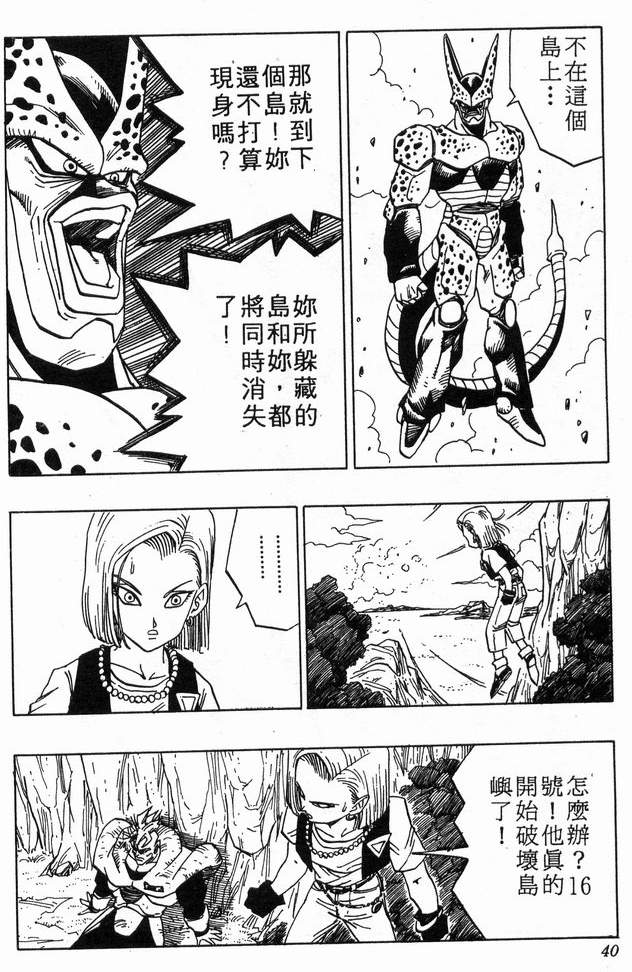 不在這個
島上⋯
那就到下
個島！妳
還不打算
現身嗎？
妳所躲藏的
島和妳，都
將同時消失
了！
⋯⋯⋯
⋯⋯⋯
怎麼辦？16
號！他真的
開始破壞島
嶼了！
40